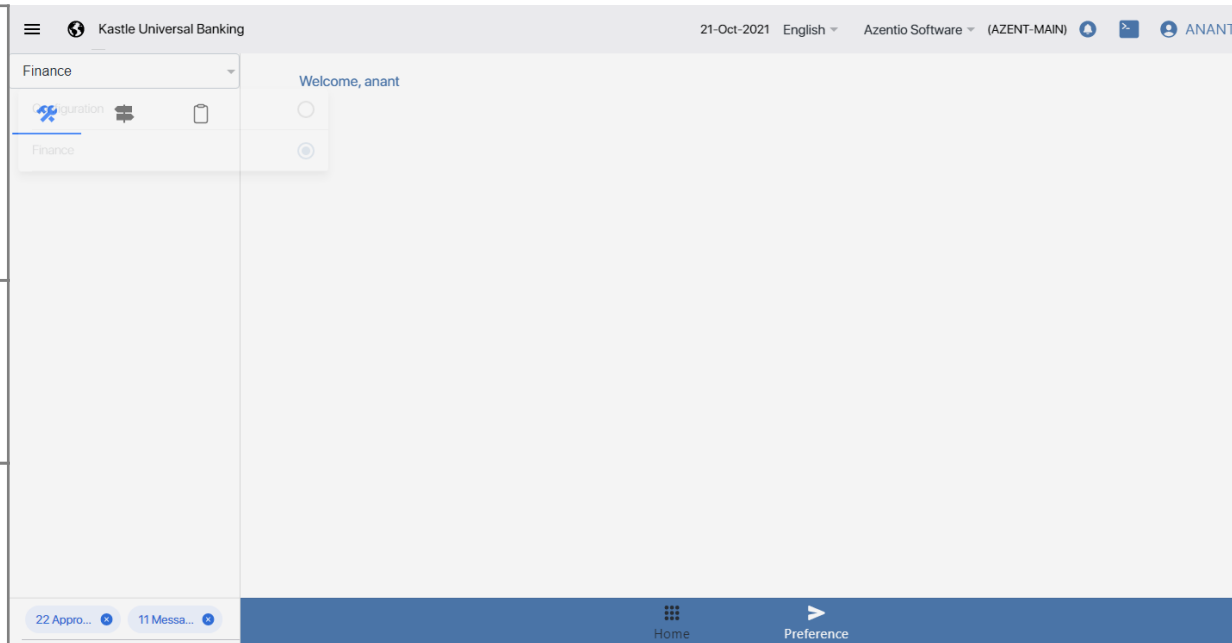 Kastle Universal Banking 21-Oct-2021 English Azentio Software (AZENT-MAIN) ANANT
Finance
Welcome, anant
Configuration
Finance
22 Appro... 11 Messa...
Home Preference